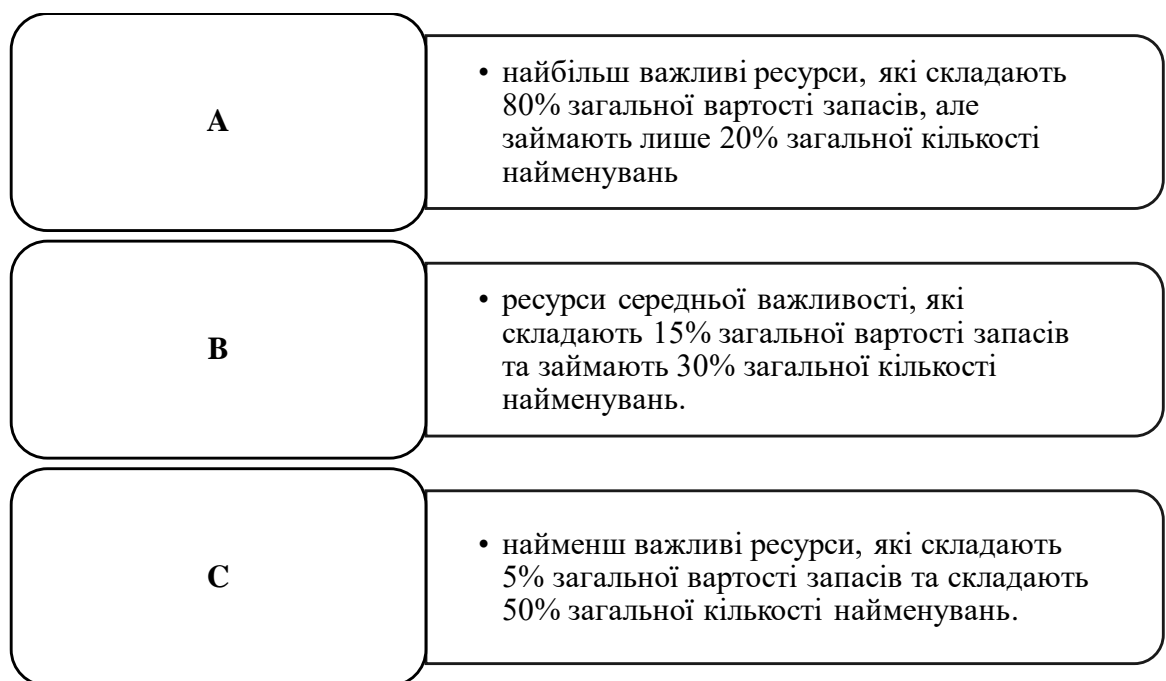 A
• найбільш важливі ресурси, які складають
80% загальної вартості запасів, але
займають лише 20% загальної кількості
найменувань
B
• ресурси середньої важливості, які
складають 15% загальної вартості запасів
та займають 30% загальної кількості
найменувань.
C
• найменш важливі ресурси, які складають
5% загальної вартості запасів та складають
50% загальної кількості найменувань.